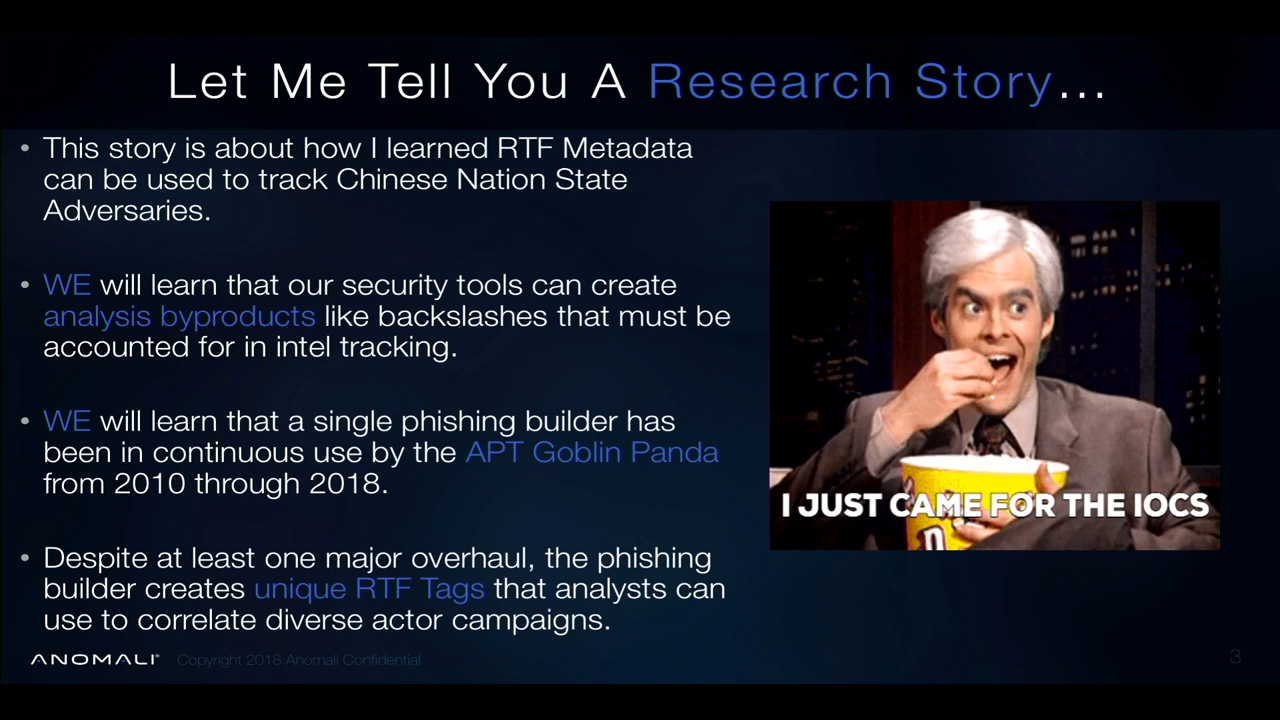 Let Me Tell You A Research Story...
• This story is about how I learned RTF Metadata
can be used to track Chinese Nation State
Adversaries.
• WE will learn that our security tools can create
analysis byproducts like backslashes that must be
accounted for in intel tracking.
• WE will learn that a single phishing builder has
been in continuous use by the APT Goblin Panda
from 2010 through 2018.
• Despite at least one major overhaul, the phishing
builder creates unique RTF Tags that analysts can
use to correlate diverse actor campaigns.
I JUST CAME FOR THE IOCS
ANOMALI® Copyright 2018 Anomali Confidential
3